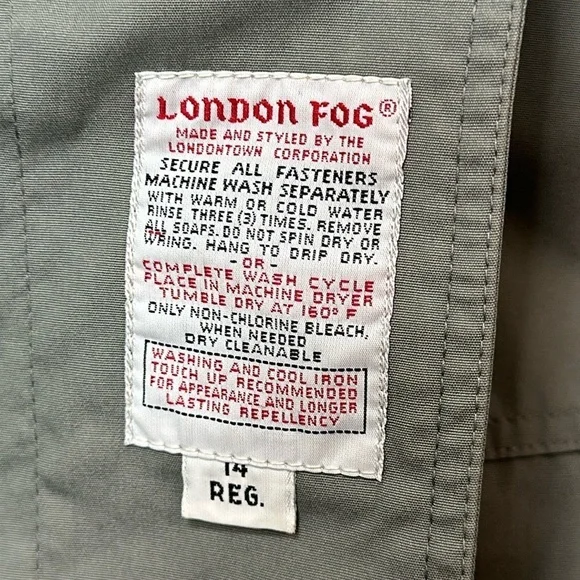 LONDON FOG®
MADE AND STYLED BY THE
LONDONTOWN CORPORATION
SECURE ALL FASTENERS
MACHINE WASH SEPARATELY
WITH WARM OR COLD WATER
RINSE THREE (3) TIMES. REMOVE
ALL SOAPS. DO NOT SPIN DRY OR
WRING. HANG TO DRIP DRY.
-OR-
COMPLETE WASH CYCLE
PLACE IN MACHINE DRYER
TUMBLE DRY AT 160° F
ONLY NON-CHLORINE BLEACH,
WHEN NEEDED
DRY CLEANABLE
WASHING AND COOL IRON
TOUCH UP RECOMMENDED
FOR APPEARANCE AND LONGER
LASTING REPELLENCY
14
REG.